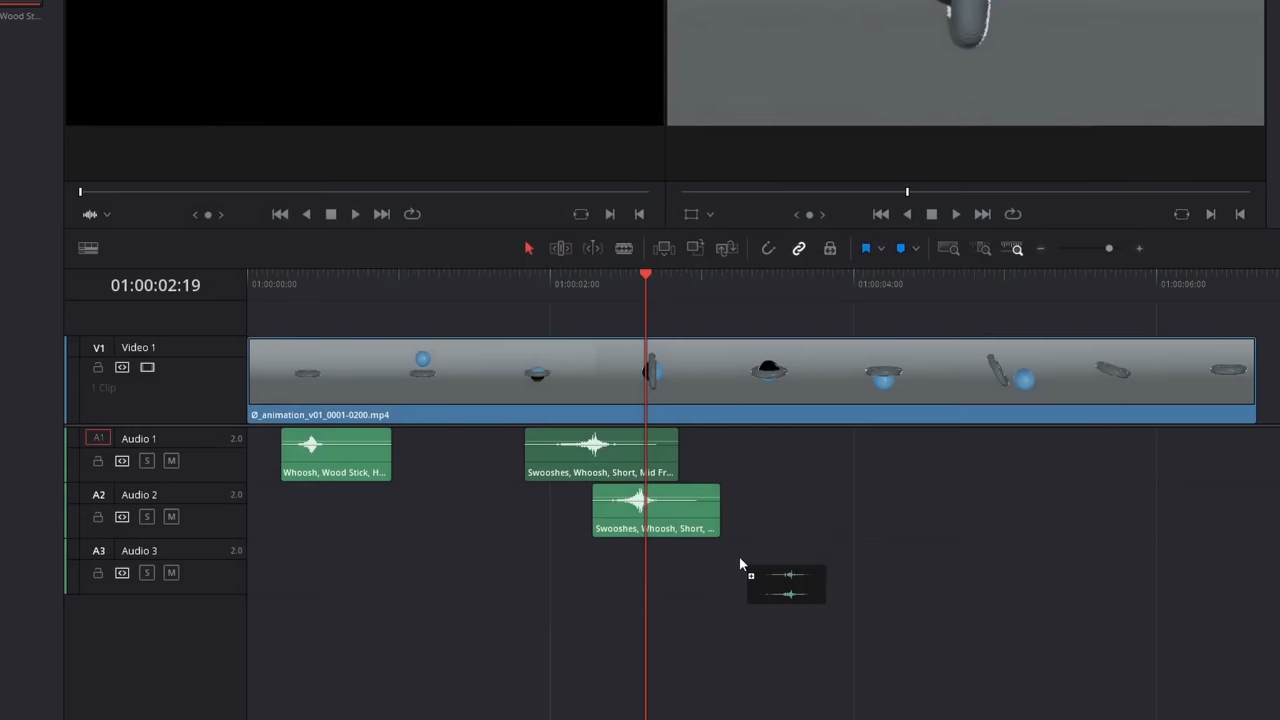 Wood St...
01:00:02:19
01:00:00:00
01:00:02:00
01:00:04:00
01:00:06:00
V1 Video 1
1 Clip
Ø_animation_v01_0001-0200.mp4
A1 Audio 1 2.0
S M
Whoosh, Wood Stick, H...
Swooshes, Whoosh, Short, Mid Fr...
A2 Audio 2 2.0
S M
Swooshes, Whoosh, Short, ...
A3 Audio 3 2.0
S M